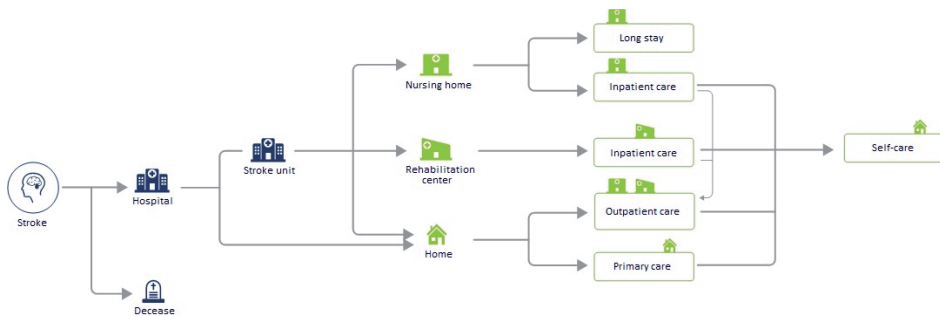 Stroke
Hospital
Decease
Stroke unit
Nursing home
Rehabilitation
center
Home
Long stay
Inpatient care
Inpatient care
Outpatient care
Primary care
Self-care